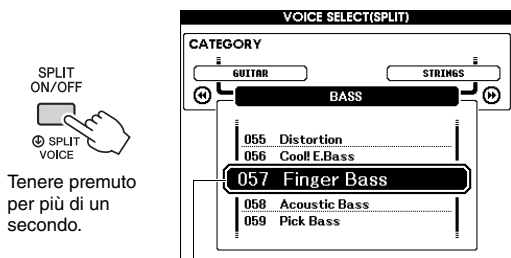 VOICE SELECT(SPLIT)
CATEGORY
GUITAR
STRINGS
BASS
055 Distortion
056 Cool! E.Bass
057 Finger Bass
058 Acoustic Bass
059 Pick Bass
SPLIT
ON/OFF
SPLIT
VOICE
Tenere premuto
per più di un
secondo.